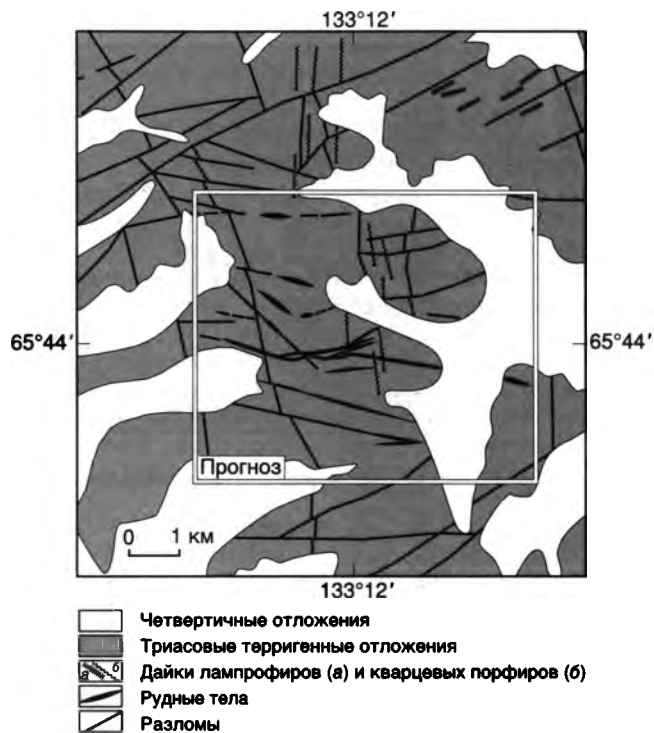 133°12′
65°44′
65°44′
Прогноз
0 1 км
133°12′
Четвертичные отложения
Триасовые терригенные отложения
а б Дайки лампрофиров (а) и кварцевых порфиров (б)
Рудные тела
Разломы